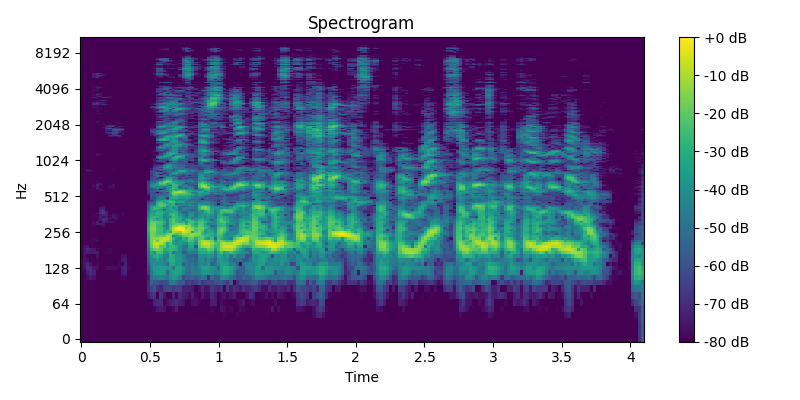 Spectrogram
8192
4096
2048
1024
512
256
128
64
0
Hz
0
0.5
1
1.5
2
2.5
3
3.5
4
Time
+0 dB
-10 dB
-20 dB
-30 dB
-40 dB
-50 dB
-60 dB
-70 dB
-80 dB